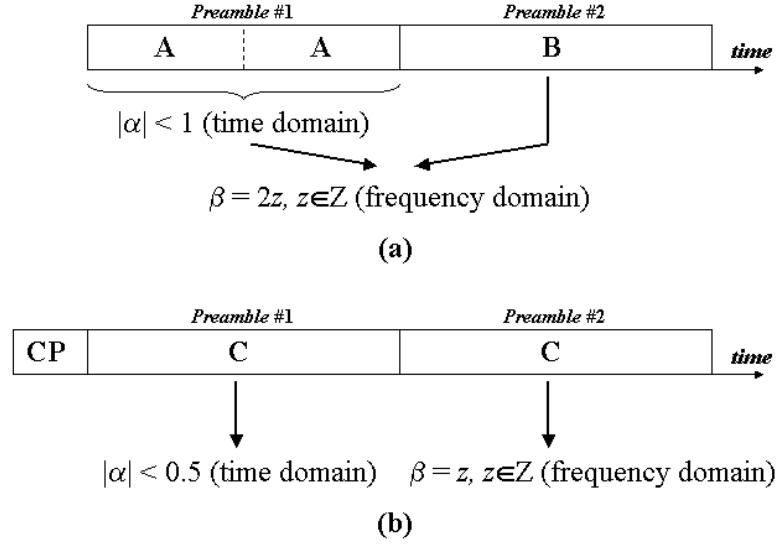 Preamble #1 Preamble #2
A A B time
|α| < 1 (time domain)
β = 2z, z∈Z (frequency domain)
(a)
Preamble #1 Preamble #2
CP C C time
|α| < 0.5 (time domain) β = z, z∈Z (frequency domain)
(b)